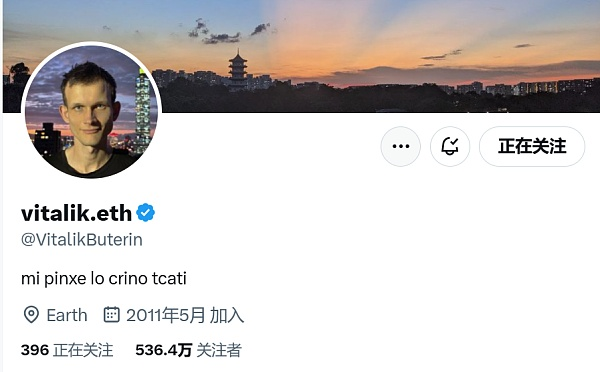 正在关注
vitalik.eth
@VitalikButerin
mi pinxe lo crino tcati
Earth 2011年5月 加入
396 正在关注 536.4万 关注者